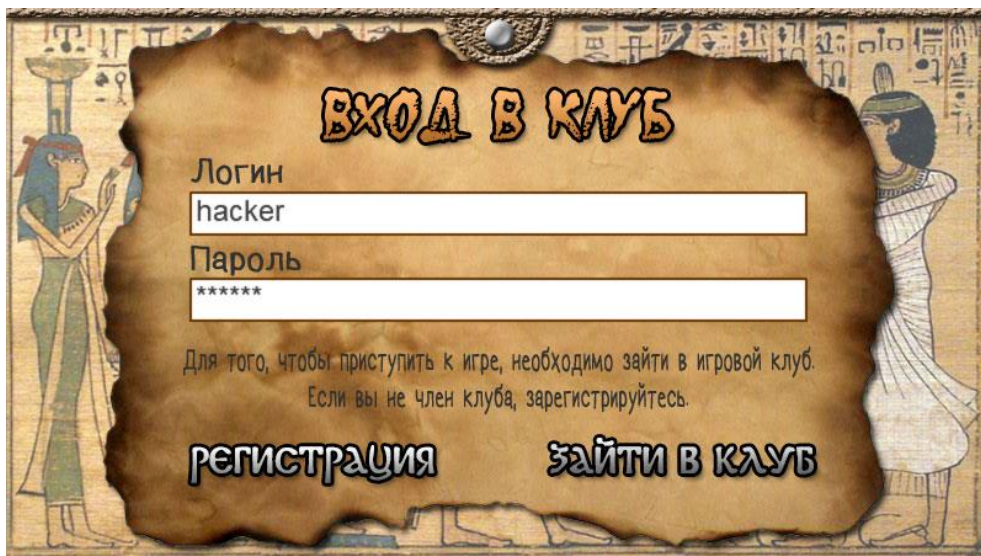 ВХОД В КЛУБ
Логин
hacker
Пароль
******
Для того, чтобы приступить к игре, необходимо зайти в игровой клуб.
Если вы не член клуба, зарегистрируйтесь.
РЕГИСТРАЦИЯ ЗАЙТИ В КЛУБ